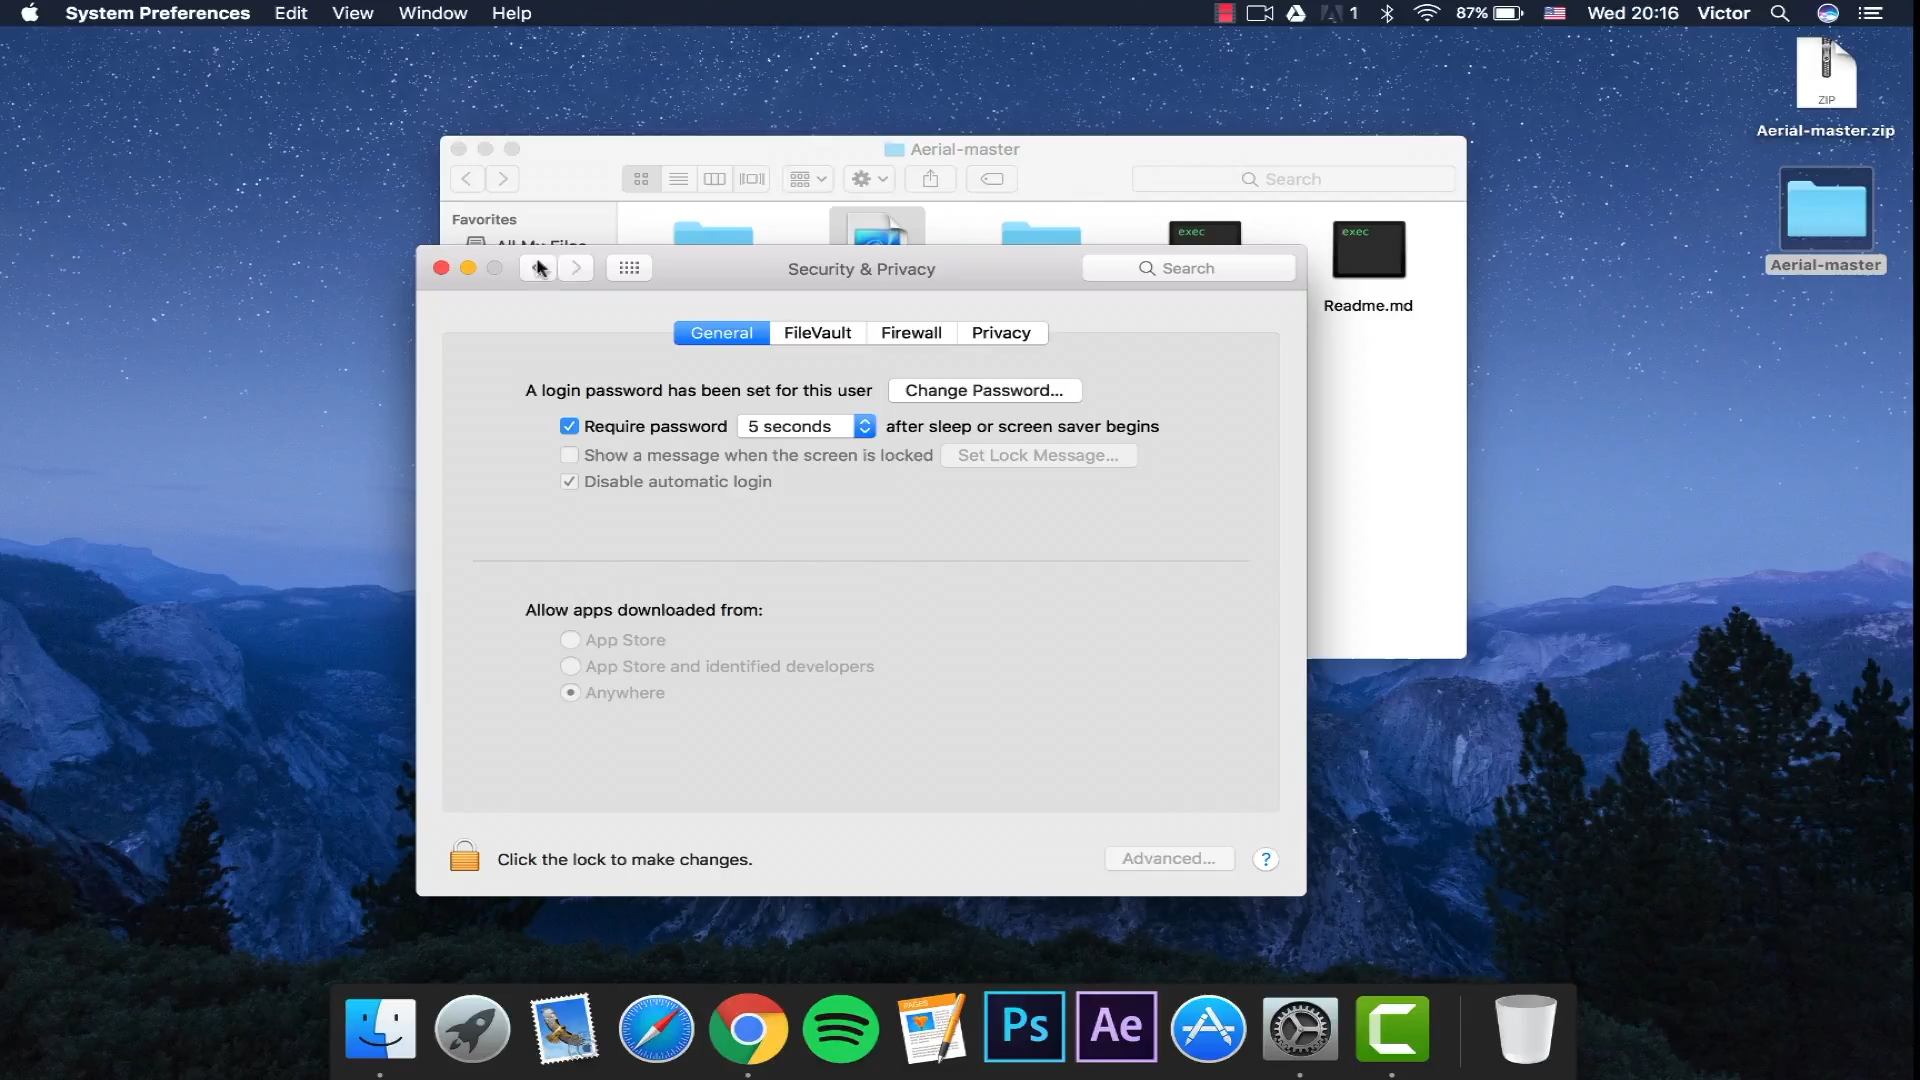 System Preferences Edit View Window Help
1 87% Wed 20:16 Victor
ZIP
Aerial-master.zip
Aerial-master
Aerial-master
Search
Favorites
All My Files
exec
exec
Readme.md
Security & Privacy
Search
General FileVault Firewall Privacy
A login password has been set for this user Change Password...
Require password 5 seconds after sleep or screen saver begins
Show a message when the screen is locked Set Lock Message...
Disable automatic login
Allow apps downloaded from:
App Store
App Store and identified developers
Anywhere
Click the lock to make changes.
Advanced... ?
PAGES
Ps
Ae